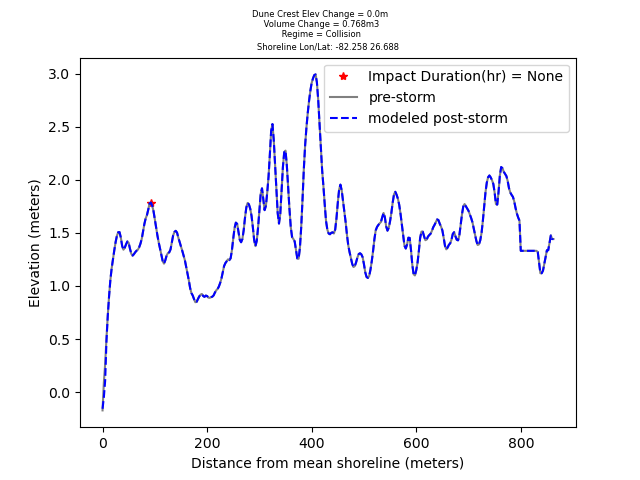 Dune Crest Elev Change = 0.0m
Volume Change = 0.768m3
Regime = Collision
Shoreline Lon/Lat: -82.258 26.688
Impact Duration(hr) = None
pre-storm
modeled post-storm
3.0
2.5
2.0
1.5
1.0
0.5
0.0
Elevation (meters)
0 200 400 600 800
Distance from mean shoreline (meters)